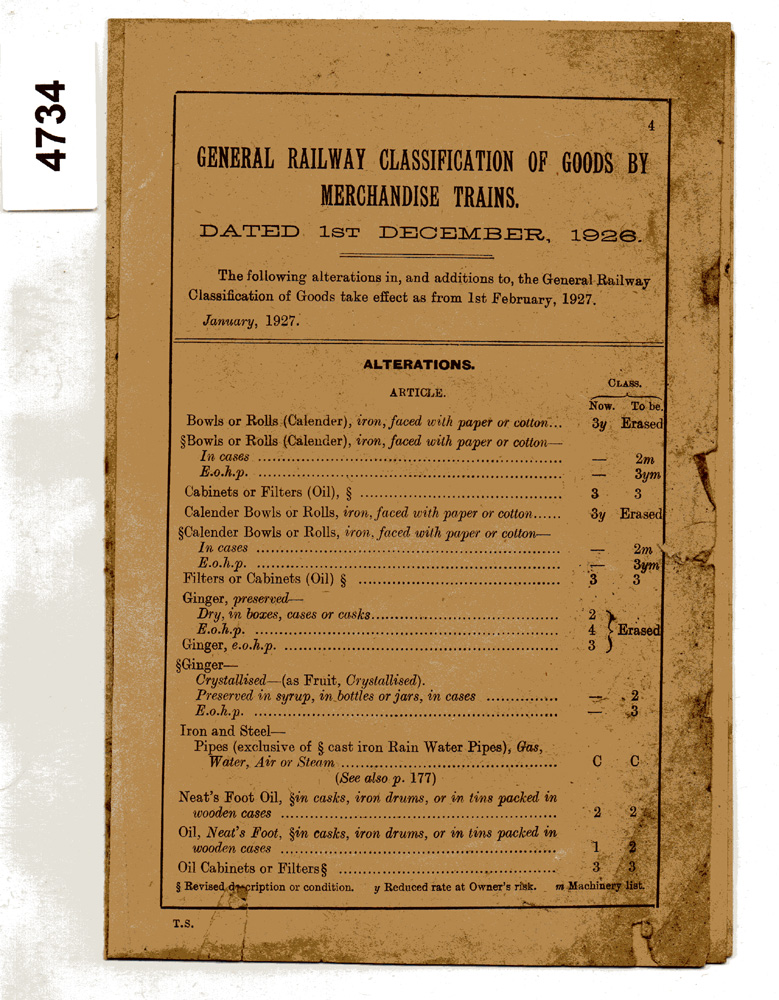 4734
4
GENERAL RAILWAY CLASSIFICATION OF GOODS BY
MERCHANDISE TRAINS.
DATED 1ST DECEMBER, 1926.
The following alterations in, and additions to, the General Railway
Classification of Goods take effect as from 1st February, 1927.
January, 1927.
ALTERATIONS.
ARTICLE. CLASS.
Now. To be.
Bowls or Rolls (Calender), iron, faced with paper or cotton... 3y Erased
§Bowls or Rolls (Calender), iron, faced with paper or cotton—
In cases ........ — 2m
E.o.h.p. ........ — 3ym
Cabinets or Filters (Oil), § ........ 3 3
Calender Bowls or Rolls, iron, faced with paper or cotton...... 3y Erased
§Calender Bowls or Rolls, iron, faced with paper or cotton—
In cases ........ — 2m
E.o.h.p. ........ — 3ym
Filters or Cabinets (Oil) § ........ 3 3
Ginger, preserved—
Dry, in boxes, cases or casks........ 2
E.o.h.p. ........ 4 } Erased
Ginger, e.o.h.p. ........ 3
§Ginger—
Crystallised—(as Fruit, Crystallised).
Preserved in syrup, in bottles or jars, in cases ........ — 2
E.o.h.p. ........ — 3
Iron and Steel—
Pipes (exclusive of § cast iron Rain Water Pipes), Gas,
Water, Air or Steam ........ C C
(See also p. 177)
Neat's Foot Oil, §in casks, iron drums, or in tins packed in
wooden cases ........ 2 2
Oil, Neat's Foot, §in casks, iron drums, or in tins packed in
wooden cases ........ 1 2
Oil Cabinets or Filters§ ........ 3 3
§ Revised description or condition. y Reduced rate at Owner's risk. m Machinery list.
T.S.